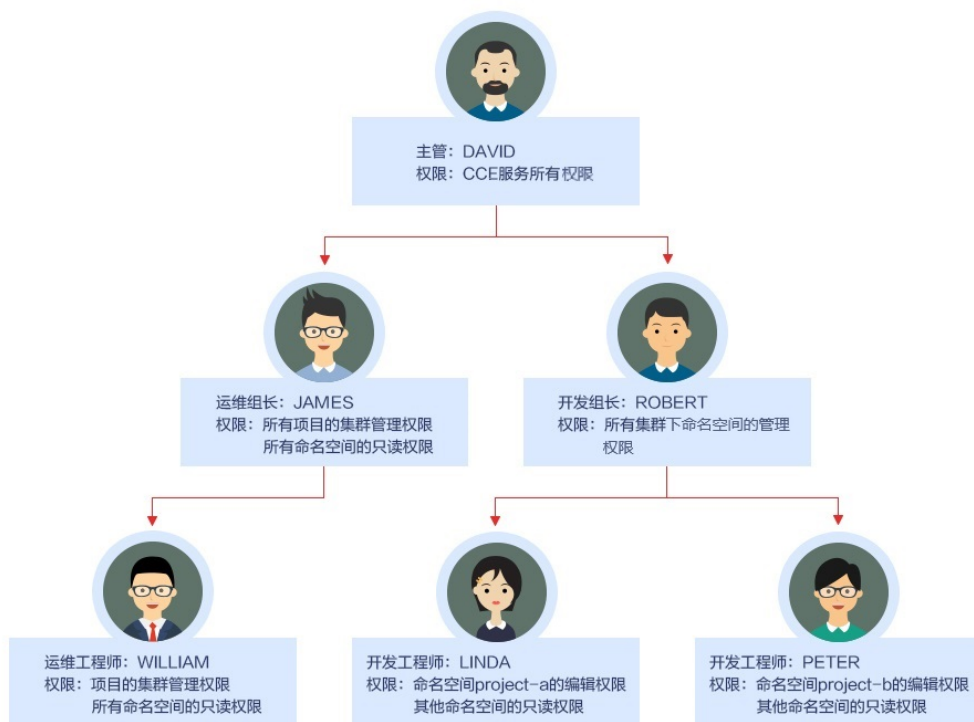 主管：DAVID
权限：CCE服务所有权限
运维组长：JAMES
权限：所有项目的集群管理权限
所有命名空间的只读权限
开发组长：ROBERT
权限：所有集群下命名空间的管理
权限
运维工程师：WILLIAM
权限：项目的集群管理权限
所有命名空间的只读权限
开发工程师：LINDA
权限：命名空间project-a的编辑权限
其他命名空间的只读权限
开发工程师：PETER
权限：命名空间project-b的编辑权限
其他命名空间的只读权限